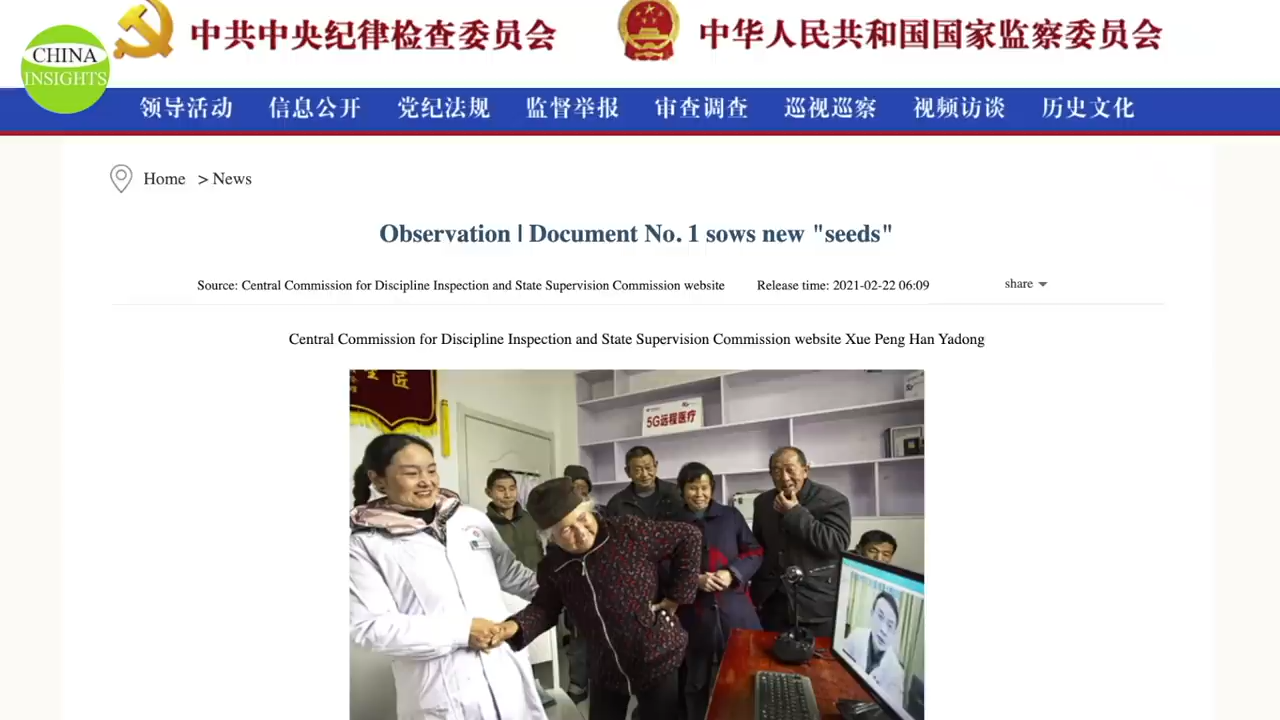 中共中央纪律检查委员会 中华人民共和国国家监察委员会
CHINA
INSIGHTS
领导活动 信息公开 党纪法规 监督举报 审查调查 巡视巡察 视频访谈 历史文化
Home > News
Observation | Document No. 1 sows new "seeds"
Source: Central Commission for Discipline Inspection and State Supervision Commission website Release time: 2021-02-22 06:09 share
Central Commission for Discipline Inspection and State Supervision Commission website Xue Peng Han Yadong
匠
5G远程医疗